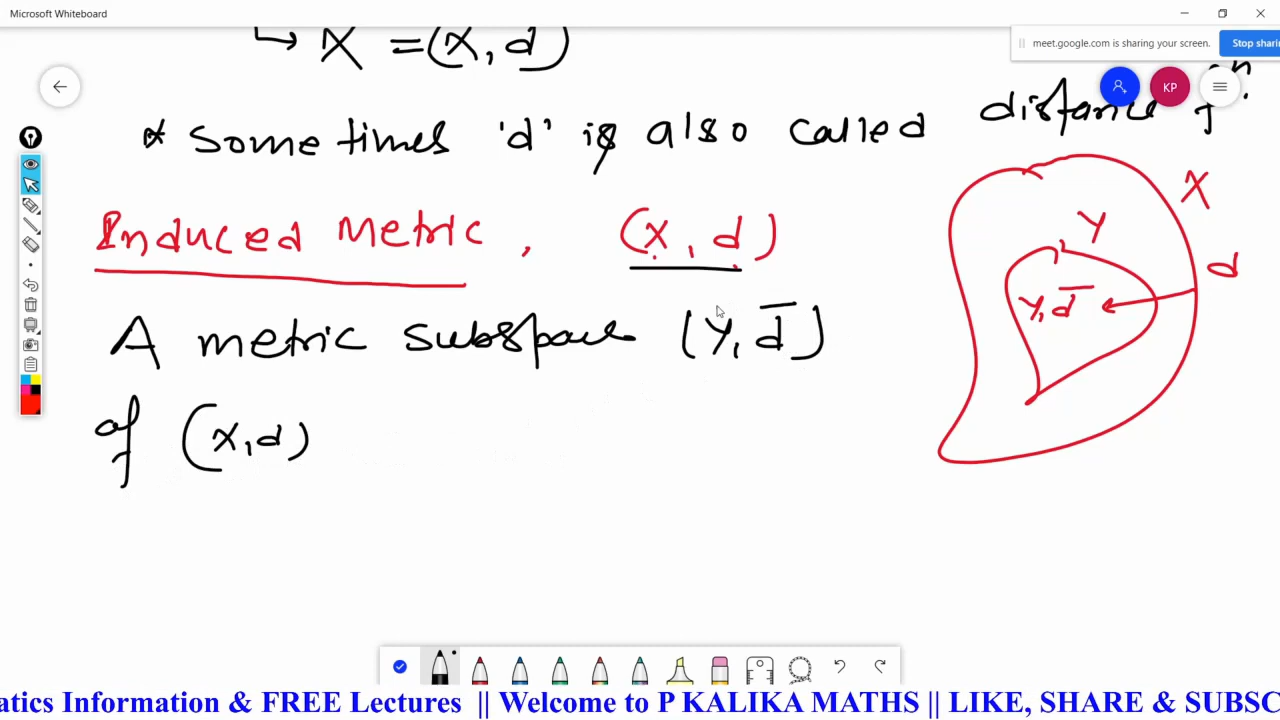 Microsoft Whiteboard
meet.google.com is sharing your screen.
Stop
↳ X = (X, d)
KP
* Some times 'd' is also called distance fn.
Induced Metric, (X, d)
X
Y
d
Y, d̅
A metric subspace (Y, d̅)
of (X, d)
atics Information & FREE Lectures || Welcome to P KALIKA MATHS || LIKE, SHARE & SUBSC